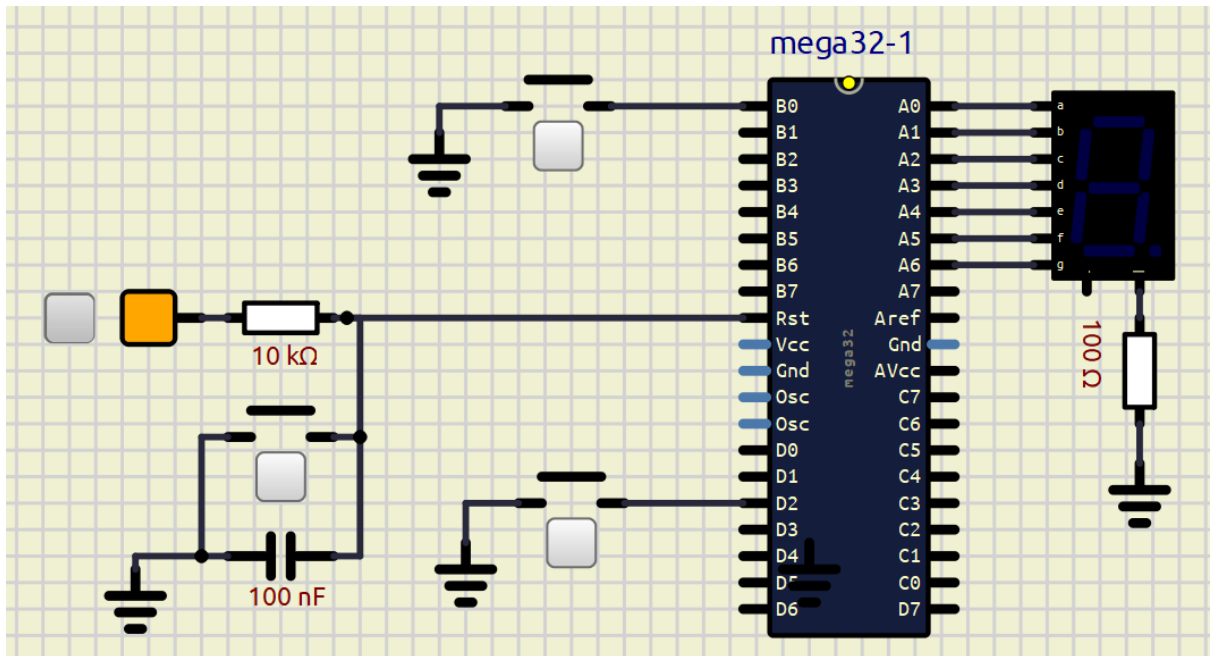 mega32-1
B0 A0 a
B1 A1 b
B2 A2 c
B3 A3 d
B4 A4 e
B5 A5 f
B6 A6 g
B7 A7
Rst Aref
Vcc Gnd
Gnd AVcc
Osc C7
Osc C6
D0 C5
D1 C4
D2 C3
D3 C2
D4 C1
D5 C0
D6 D7
mega32
10 kΩ
100 nF
100 Ω